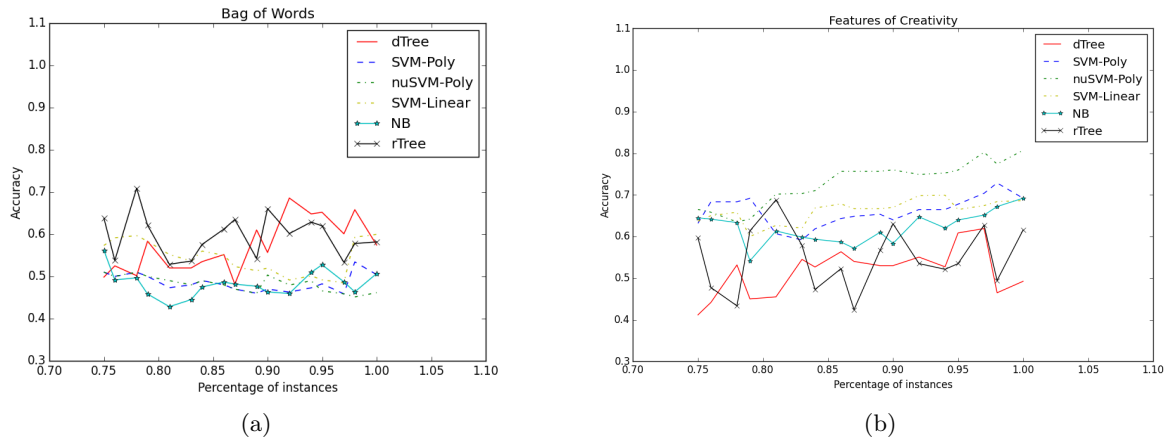 Bag of Words
1.1
1.0
0.9
0.8
0.7
0.6
0.5
0.4
0.3
Accuracy
0.70 0.75 0.80 0.85 0.90 0.95 1.00 1.05 1.10
Percentage of instances
dTree
SVM-Poly
nuSVM-Poly
SVM-Linear
NB
rTree
(a)
Features of Creativity
1.1
1.0
0.9
0.8
0.7
0.6
0.5
0.4
0.3
Accuracy
0.70 0.75 0.80 0.85 0.90 0.95 1.00 1.05 1.10
Percentage of instances
dTree
SVM-Poly
nuSVM-Poly
SVM-Linear
NB
rTree
(b)